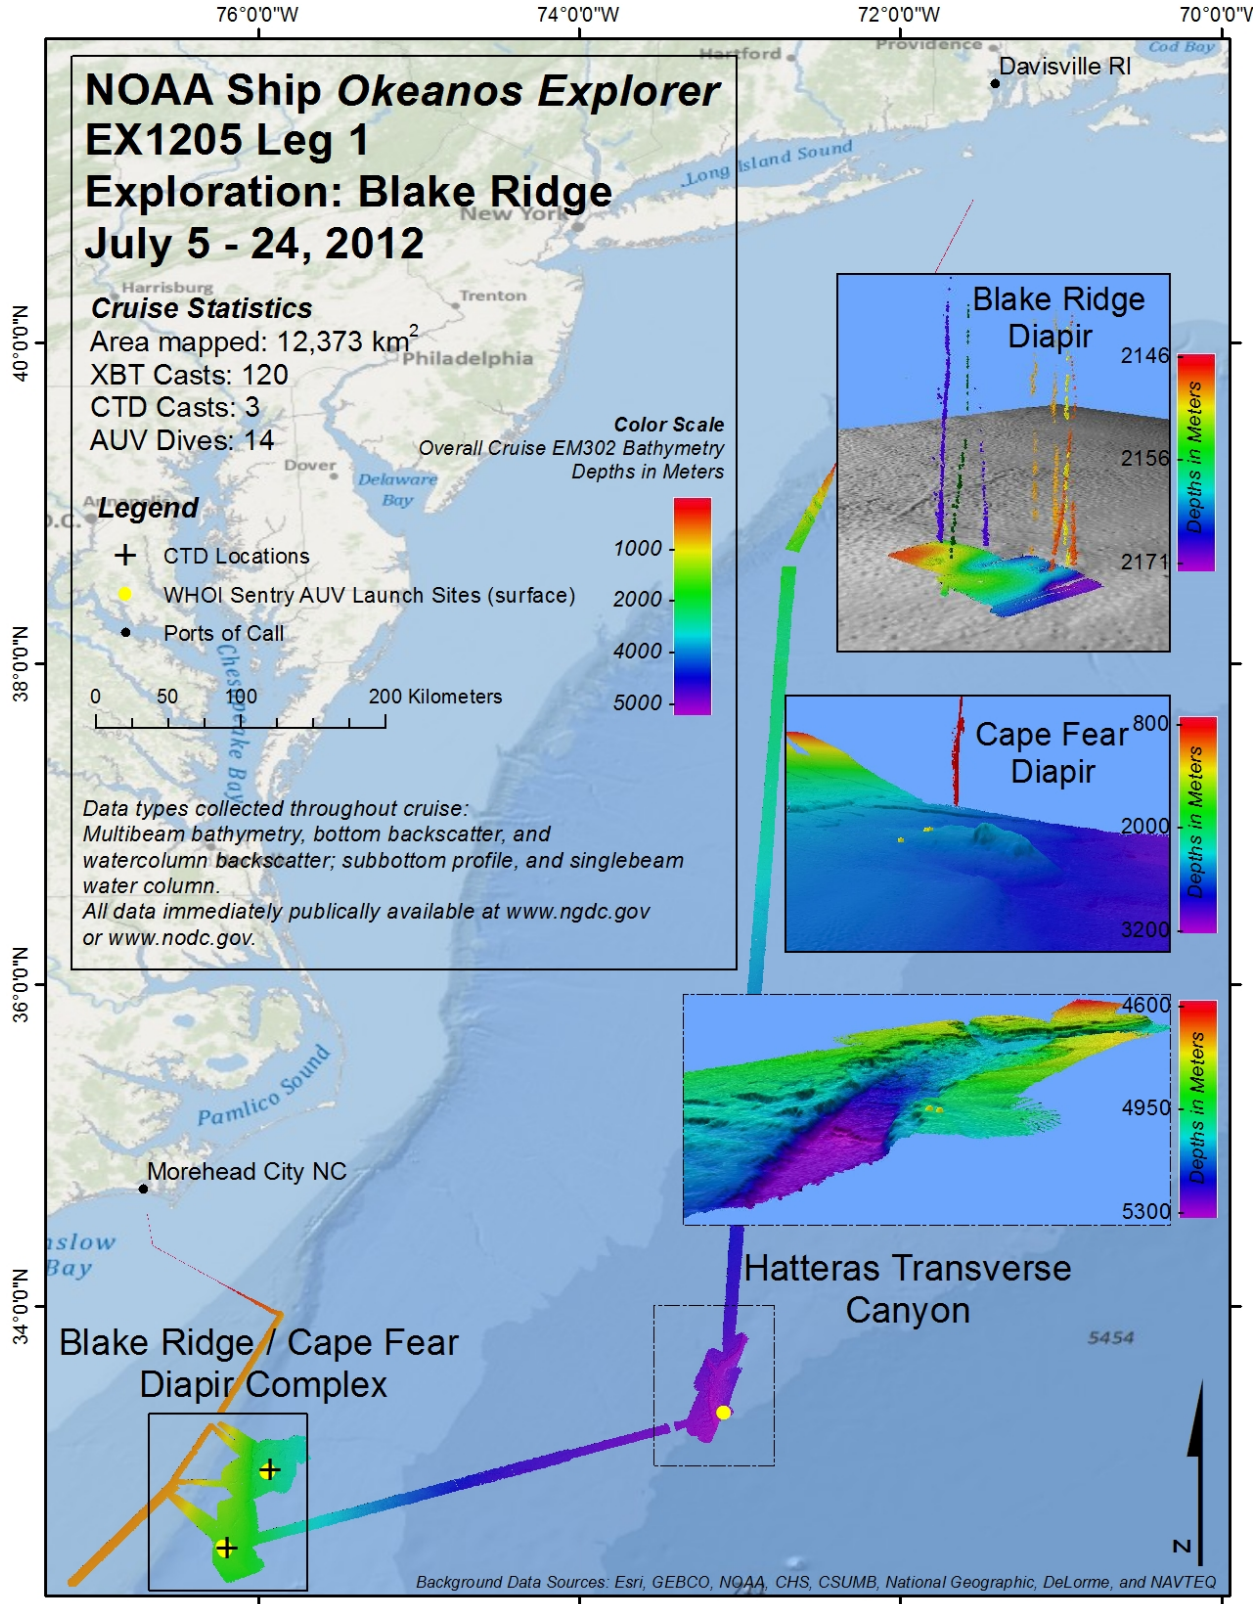 76°0'0"W
74°0'0"W
72°0'0"W
70°0'0"W
Hartford
Providence
Cod Bay
Davisville RI
NOAA Ship Okeanos Explorer
EX1205 Leg 1
Exploration: Blake Ridge
July 5 - 24, 2012
Long Island Sound
New York
Harrisburg
Trenton
Philadelphia
Cruise Statistics
Area mapped: 12,373 km2
XBT Casts: 120
CTD Casts: 3
AUV Dives: 14
Dover
Delaware
Bay
Annapolis
D.C.
Color Scale
Overall Cruise EM302 Bathymetry
Depths in Meters
1000
2000
4000
5000
Legend
CTD Locations
WHOI Sentry AUV Launch Sites (surface)
Ports of Call
0 50 100 200 Kilometers
Chesapeake Bay
Data types collected throughout cruise:
Multibeam bathymetry, bottom backscatter, and
watercolumn backscatter; subbottom profile, and singlebeam
water column.
All data immediately publically available at www.ngdc.gov
or www.nodc.gov.
40°0'0"N
38°0'0"N
36°0'0"N
34°0'0"N
Blake Ridge
Diapir
2146
2156
2171
Depths in Meters
Cape Fear
Diapir
800
2000
3200
Depths in Meters
4600
4950
5300
Depths in Meters
Hatteras Transverse
Canyon
Pamlico Sound
Morehead City NC
nslow
Bay
Blake Ridge / Cape Fear
Diapir Complex
5454
N
Background Data Sources: Esri, GEBCO, NOAA, CHS, CSUMB, National Geographic, DeLorme, and NAVTEQ